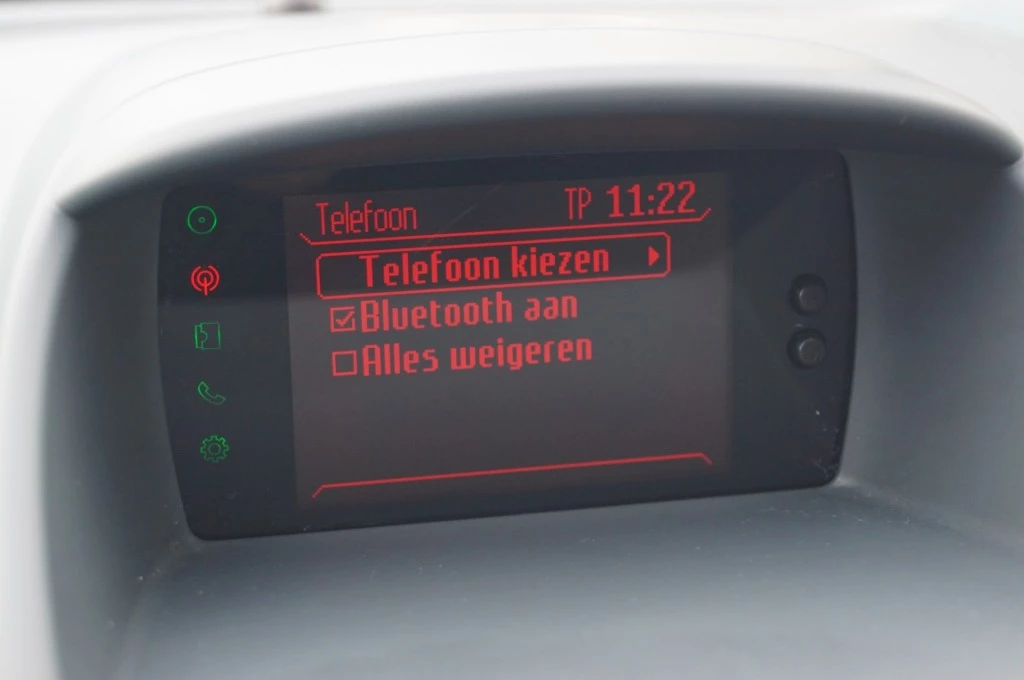 Telefoon TP 11:22
Telefoon kiezen
Bluetooth aan
Alles weigeren